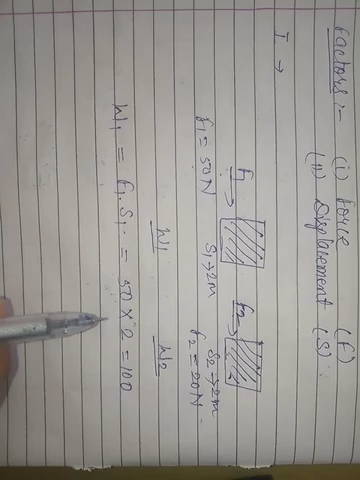 Factors :- (i) Force (F)
(ii) Displacement (S) :
I →
F1 → F2 →
S1 → 2m S2 → 2m
f1 = 50N f2 = 20N -
W1 W2
W1 = F1.S1 = 50 × 2 = 100